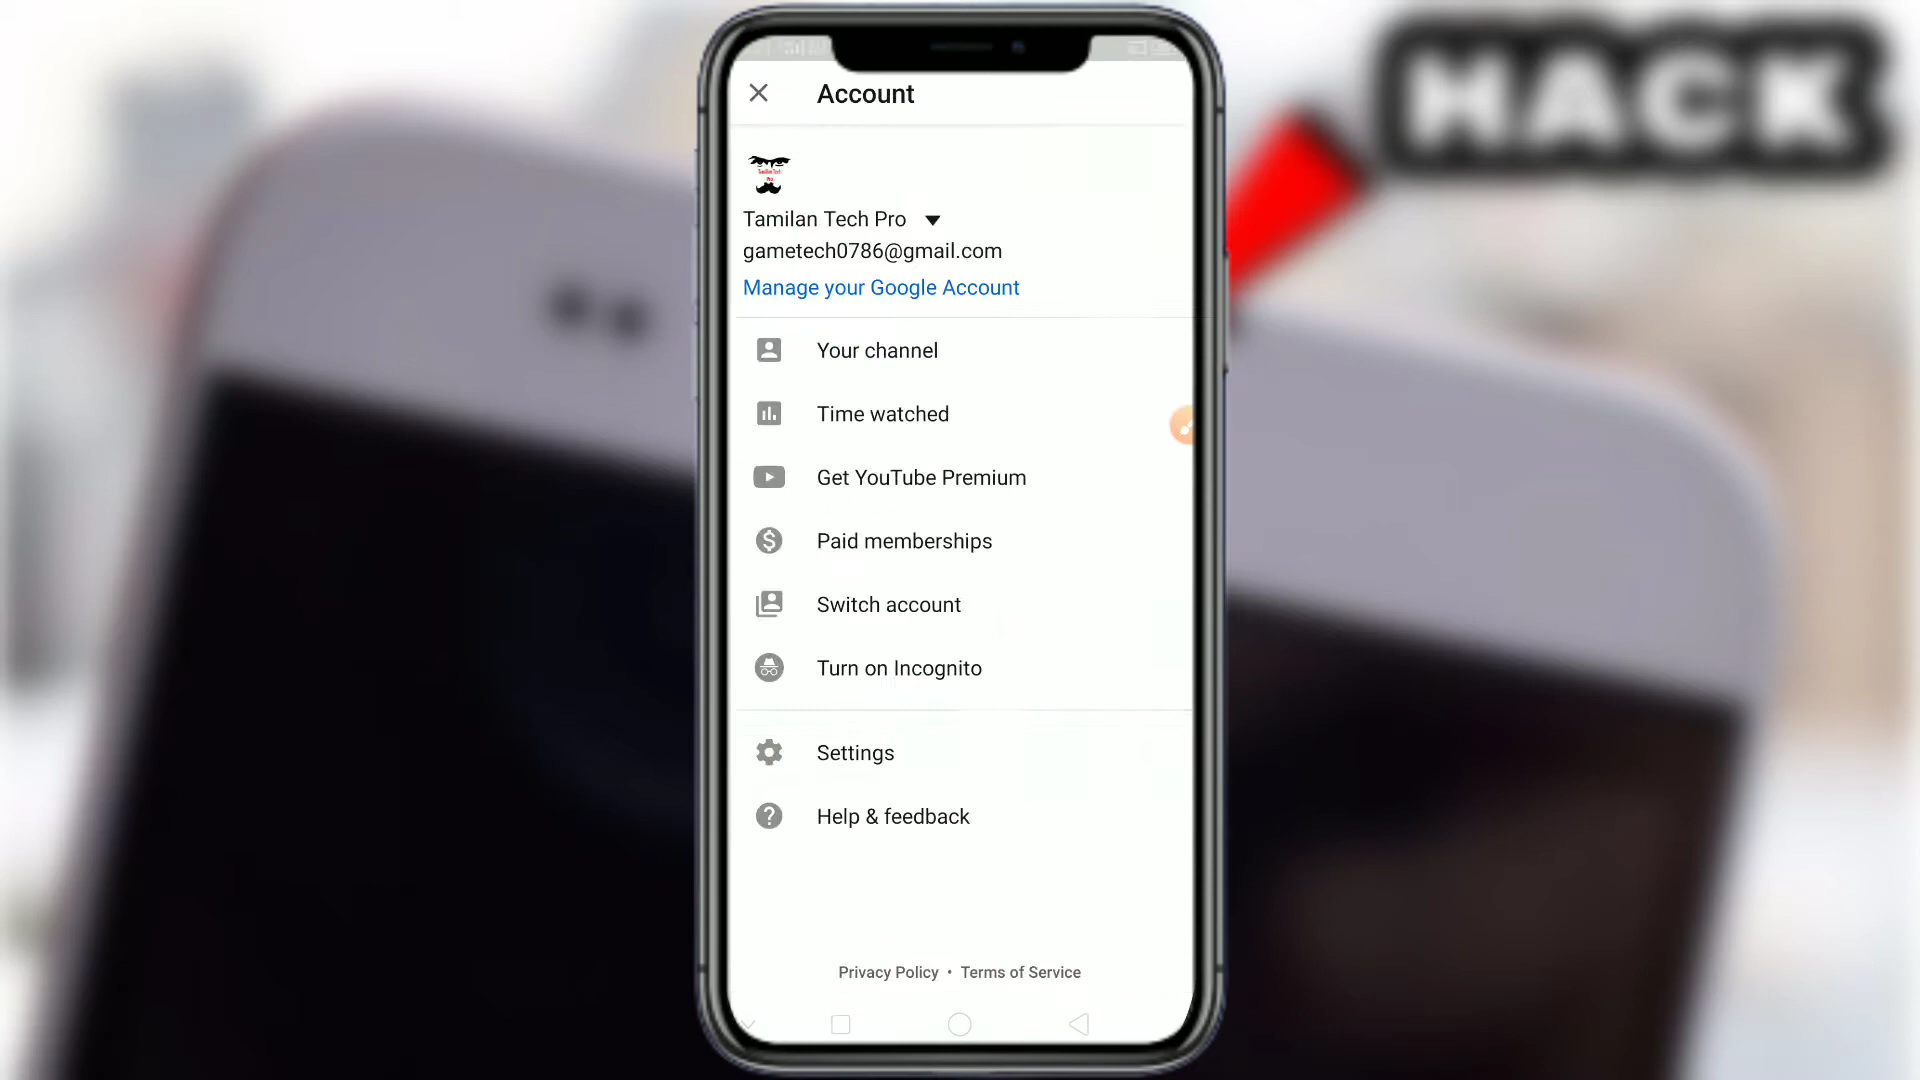 HACK
Account
Tamilan Tech Pro
gametech0786@gmail.com
Manage your Google Account
Your channel
Time watched
Get YouTube Premium
Paid memberships
Switch account
Turn on Incognito
Settings
Help & feedback
Privacy Policy • Terms of Service